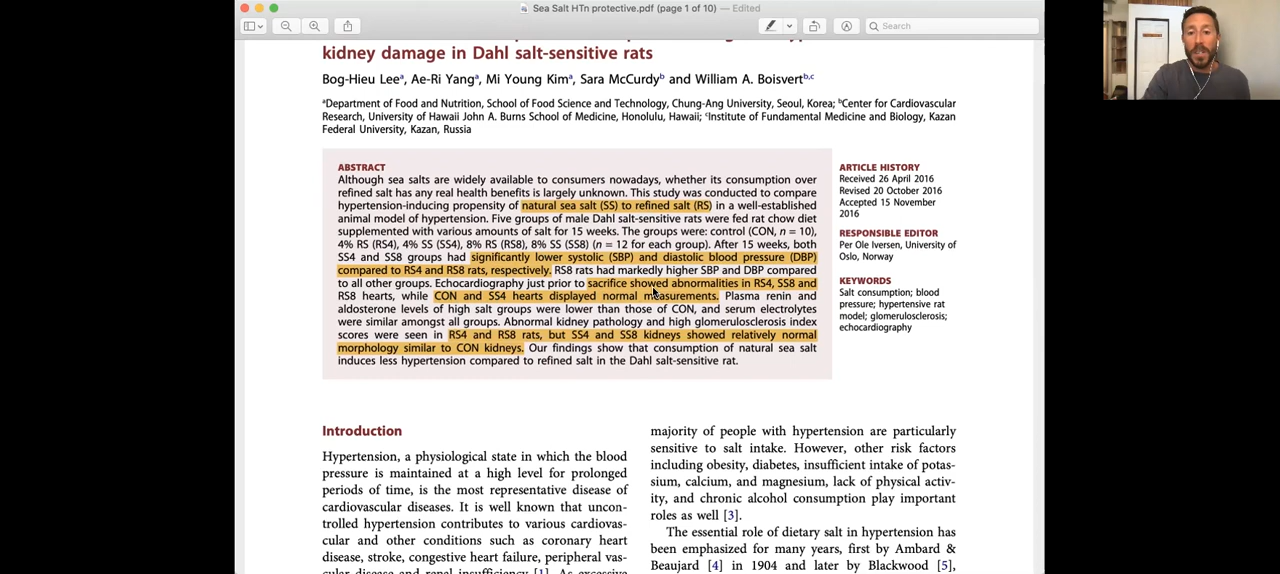 Sea Salt HTn protective.pdf (page 1 of 10) — Edited
Search
kidney damage in Dahl salt-sensitive rats
Bog-Hieu Leeᵃ, Ae-Ri Yangᵃ, Mi Young Kimᵃ, Sara McCurdyᵇ and William A. Boisvertᵇ,ᶜ
ᵃDepartment of Food and Nutrition, School of Food Science and Technology, Chung-Ang University, Seoul, Korea; ᵇCenter for Cardiovascular
Research, University of Hawaii John A. Burns School of Medicine, Honolulu, Hawaii; ᶜInstitute of Fundamental Medicine and Biology, Kazan
Federal University, Kazan, Russia
ABSTRACT
Although sea salts are widely available to consumers nowadays, whether its consumption over
refined salt has any real health benefits is largely unknown. This study was conducted to compare
hypertension-inducing propensity of natural sea salt (SS) to refined salt (RS) in a well-established
animal model of hypertension. Five groups of male Dahl salt-sensitive rats were fed rat chow diet
supplemented with various amounts of salt for 15 weeks. The groups were: control (CON, n = 10),
4% RS (RS4), 4% SS (SS4), 8% RS (RS8), 8% SS (SS8) (n = 12 for each group). After 15 weeks, both
SS4 and SS8 groups had significantly lower systolic (SBP) and diastolic blood pressure (DBP)
compared to RS4 and RS8 rats, respectively. RS8 rats had markedly higher SBP and DBP compared
to all other groups. Echocardiography just prior to sacrifice showed abnormalities in RS4, SS8 and
RS8 hearts, while CON and SS4 hearts displayed normal measurements. Plasma renin and
aldosterone levels of high salt groups were lower than those of CON, and serum electrolytes
were similar amongst all groups. Abnormal kidney pathology and high glomerulosclerosis index
scores were seen in RS4 and RS8 rats, but SS4 and SS8 kidneys showed relatively normal
morphology similar to CON kidneys. Our findings show that consumption of natural sea salt
induces less hypertension compared to refined salt in the Dahl salt-sensitive rat.
ARTICLE HISTORY
Received 26 April 2016
Revised 20 October 2016
Accepted 15 November
2016
RESPONSIBLE EDITOR
Per Ole Iversen, University of
Oslo, Norway
KEYWORDS
Salt consumption; blood
pressure; hypertensive rat
model; glomerulosclerosis;
echocardiography
Introduction
Hypertension, a physiological state in which the blood
pressure is maintained at a high level for prolonged
periods of time, is the most representative disease of
cardiovascular diseases. It is well known that uncon-
trolled hypertension contributes to various cardiovas-
cular and other conditions such as coronary heart
disease, stroke, congestive heart failure, peripheral vas-
cular disease and renal insufficiency [1]. As excessive
majority of people with hypertension are particularly
sensitive to salt intake. However, other risk factors
including obesity, diabetes, insufficient intake of potas-
sium, calcium, and magnesium, lack of physical activ-
ity, and chronic alcohol consumption play important
roles as well [3].
The essential role of dietary salt in hypertension has
been emphasized for many years, first by Ambard &
Beaujard [4] in 1904 and later by Blackwood [5],